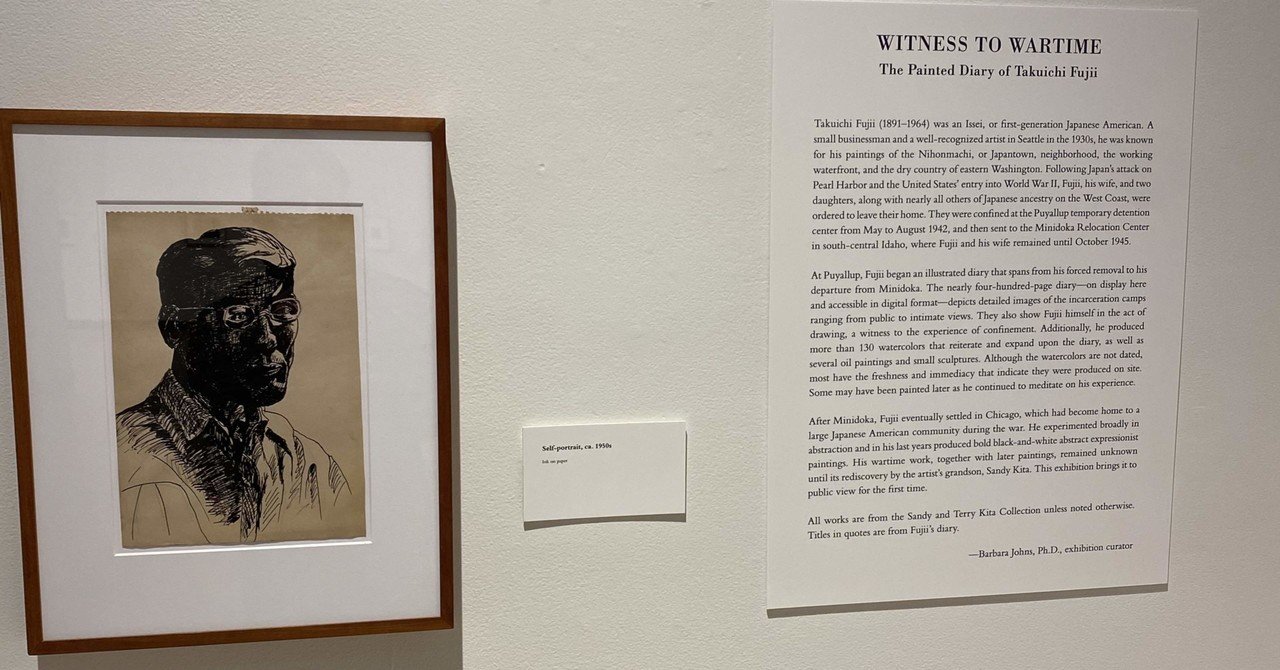 WITNESS TO WARTIME
The Painted Diary of Takuichi Fujii
Takuichi Fujii (1891–1964) was an Issei, or first-generation Japanese American. A
small businessman and a well-recognized artist in Seattle in the 1930s, he was known
for his paintings of the Nihonmachi, or Japantown, neighborhood, the working
waterfront, and the dry country of eastern Washington. Following Japan's attack on
Pearl Harbor and the United States' entry into World War II, Fujii, his wife, and two
daughters, along with nearly all others of Japanese ancestry on the West Coast, were
ordered to leave their home. They were confined at the Puyallup temporary detention
center from May to August 1942, and then sent to the Minidoka Relocation Center
in south-central Idaho, where Fujii and his wife remained until October 1945.
At Puyallup, Fujii began an illustrated diary that spans from his forced removal to his
departure from Minidoka. The nearly four-hundred-page diary—on display here
and accessible in digital format—depicts detailed images of the incarceration camps
ranging from public to intimate views. They also show Fujii himself in the act of
drawing, a witness to the experience of confinement. Additionally, he produced
more than 130 watercolors that reiterate and expand upon the diary, as well as
several oil paintings and small sculptures. Although the watercolors are not dated,
most have the freshness and immediacy that indicate they were produced on site.
Some may have been painted later as he continued to meditate on his experience.
After Minidoka, Fujii eventually settled in Chicago, which had become home to a
large Japanese American community during the war. He experimented broadly in
abstraction and in his last years produced bold black-and-white abstract expressionist
paintings. His wartime work, together with later paintings, remained unknown
until its rediscovery by the artist's grandson, Sandy Kita. This exhibition brings it to
public view for the first time.
All works are from the Sandy and Terry Kita Collection unless noted otherwise.
Titles in quotes are from Fujii's diary.
—Barbara Johns, Ph.D., exhibition curator
Self-portrait, ca. 1950s
Ink on paper